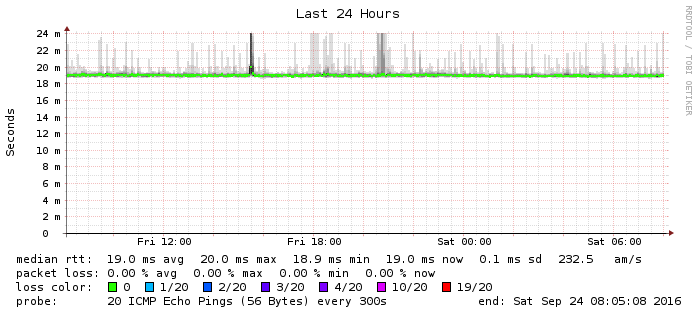 Last 24 Hours
RRDTOOL / TOBI OETIKER
Seconds
24 m
22 m
20 m
18 m
16 m
14 m
12 m
10 m
8 m
6 m
4 m
2 m
0
Fri 12:00 Fri 18:00 Sat 00:00 Sat 06:00
median rtt: 19.0 ms avg 20.0 ms max 18.9 ms min 19.0 ms now 0.1 ms sd 232.5 am/s
packet loss: 0.00 % avg 0.00 % max 0.00 % min 0.00 % now
loss color: 0 1/20 2/20 3/20 4/20 10/20 19/20
probe: 20 ICMP Echo Pings (56 Bytes) every 300s end: Sat Sep 24 08:05:08 2016